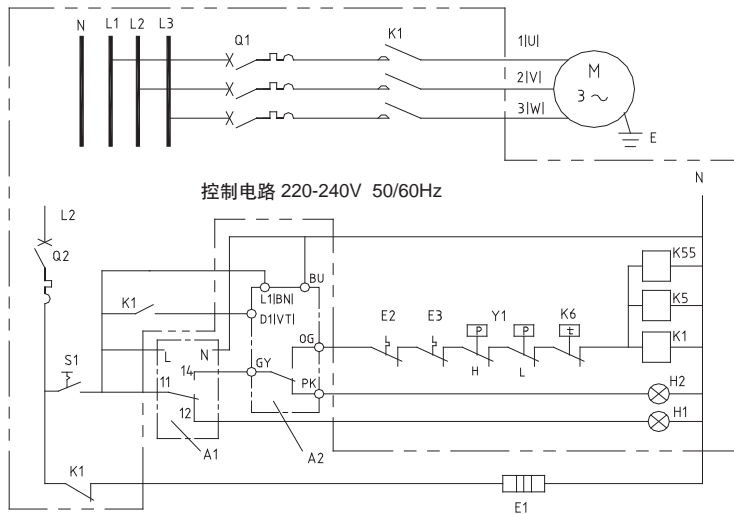 N L1 L2 L3
Q1
K1
1|U|
2|V|
3|W|
M
3 ~
E
控制电路 220-240V 50/60Hz
N
L2
Q2
BU
K55
L1|BN|
K1
D1|VT|
K5
E2 E3 Y1 K6
P P t
OG
K1
S1
L N
H L
14
GY
11
PK
H2
12
H1
A1
A2
K1
E1